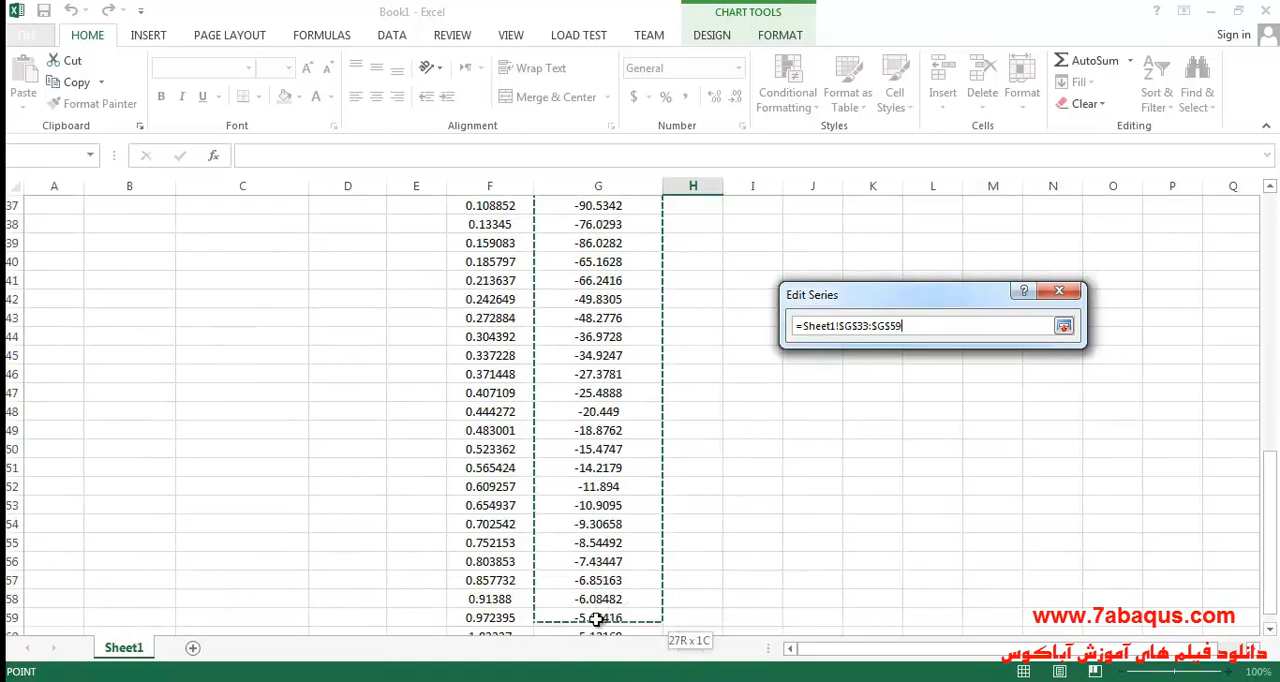 Book1 - Excel
CHART TOOLS
FILE HOME INSERT PAGE LAYOUT FORMULAS DATA REVIEW VIEW LOAD TEST TEAM DESIGN FORMAT Sign in
Paste Cut Copy Format Painter
Clipboard
B I U
Font
Wrap Text
Merge & Center
Alignment
General
$ % ,
Number
Conditional Formatting
Format as Table
Cell Styles
Styles
Insert Delete Format
Cells
AutoSum
Fill
Clear
Sort & Filter
Find & Select
Editing
fx
A B C D E F G H I J K L M N O P Q
37 0.108852 -90.5342
38 0.13345 -76.0293
39 0.159083 -86.0282
40 0.185797 -65.1628
41 0.213637 -66.2416
42 0.242649 -49.8305
43 0.272884 -48.2776
44 0.304392 -36.9728
45 0.337228 -34.9247
46 0.371448 -27.3781
47 0.407109 -25.4888
48 0.444272 -20.449
49 0.483001 -18.8762
50 0.523362 -15.4747
51 0.565424 -14.2179
52 0.609257 -11.894
53 0.654937 -10.9095
54 0.702542 -9.30658
55 0.752153 -8.54492
56 0.803853 -7.43447
57 0.857732 -6.85163
58 0.91388 -6.08482
59 0.972395
Edit Series
=Sheet1!$G$33:$G$59
27R x 1C
www.7abaqus.com
دانلود فیلم های آموزش آباکوس
Sheet1
POINT
100%